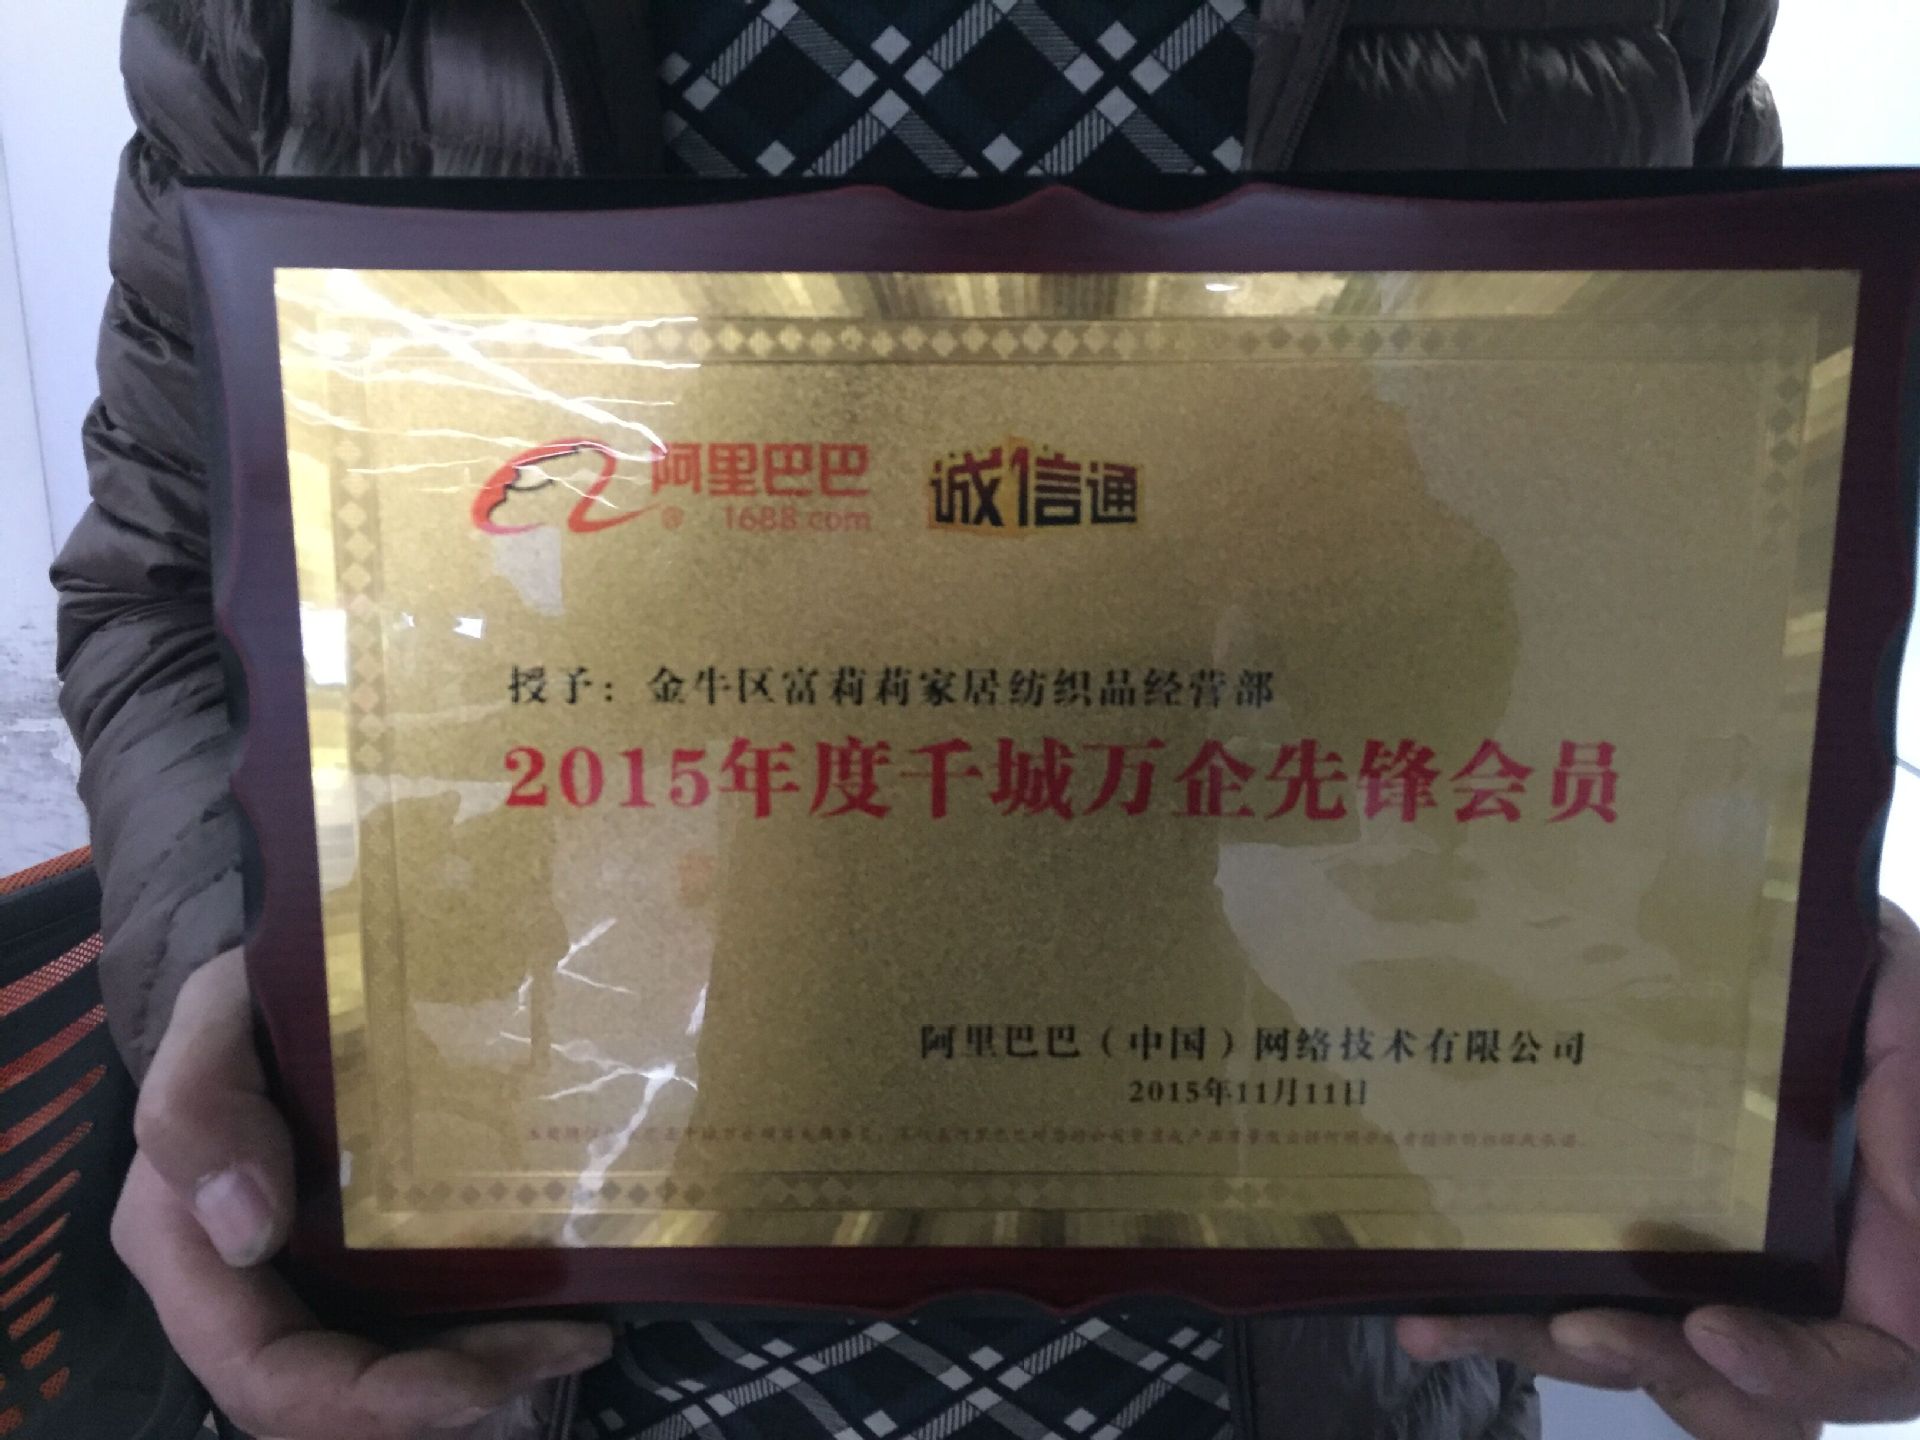 阿里巴巴 诚信通
1688.com
授予：金牛区富莉莉家居纺织品经营部
2015年度千城万企先锋会员
阿里巴巴（中国）网络技术有限公司
2015年11月11日